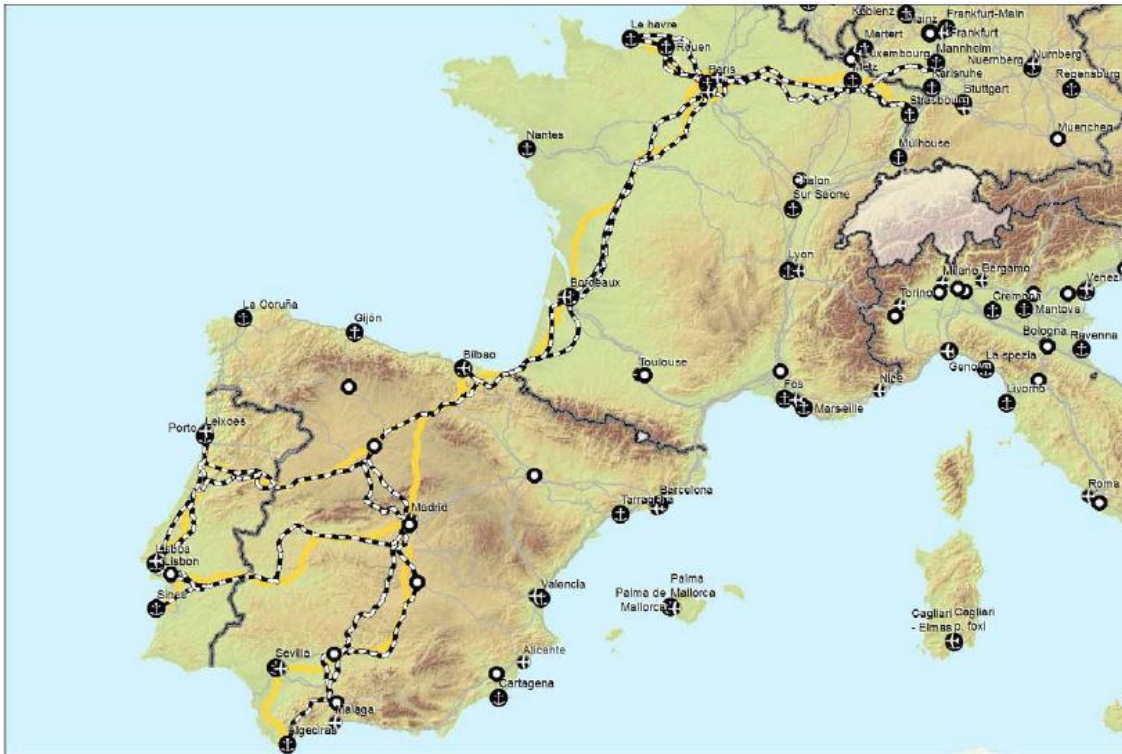 Koblenz
Mainz
Frankfurt-Main
Frankfurt
Le havre
Rouen
Mertert
Luxembourg
Mannheim
Nuernberg
Nurnberg
Paris
Metz
Karlsruhe
Regensburg
Stuttgart
Strasbourg
Nantes
Muenchen
Mulhouse
Chalon
Sur Saone
Lyon
Milano
Bergamo
Venezi
Bordeaux
Torino
Cremona
Mantova
La Coruña
Gijón
Bologna
Ravenna
Bilbao
Toulouse
Genova
La spezia
Nice
Livorno
Fos
Marseille
Leixoes
Porto
Roma
Barcelona
Tarragona
Madrid
Lisboa
Lisbon
Sines
Valencia
Palma
Palma de Mallorca
Mallorca
Cagliari
- Elmas
Cagliari
p. foxi
Sevilla
Alicante
Cartagena
Malaga
Algeciras